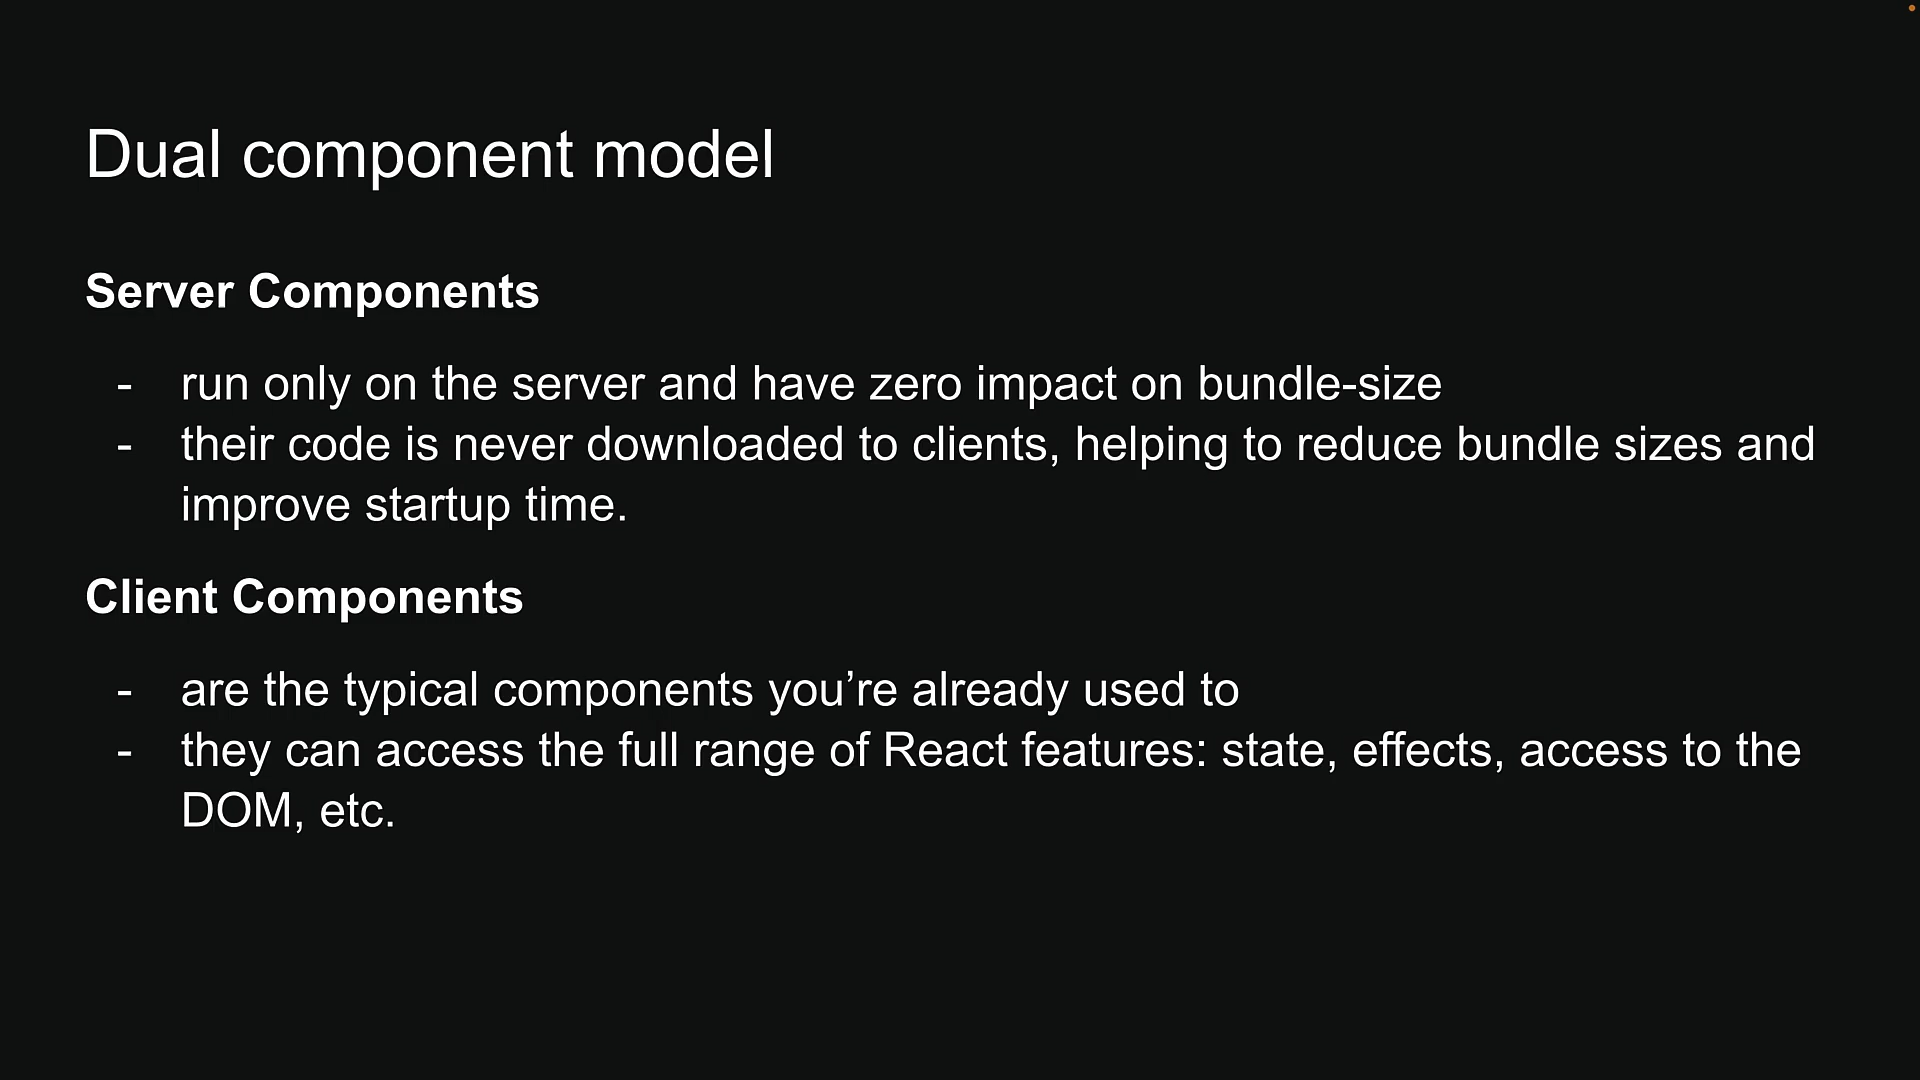 Dual component model
Server Components
- run only on the server and have zero impact on bundle-size
- their code is never downloaded to clients, helping to reduce bundle sizes and
improve startup time.
Client Components
- are the typical components you’re already used to
- they can access the full range of React features: state, effects, access to the
DOM, etc.